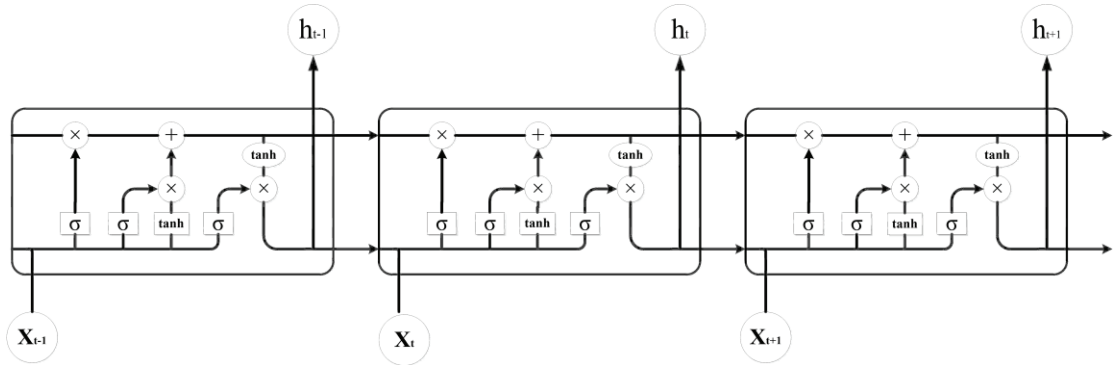 hₜ₋₁ hₜ hₜ₊₁
× + × + × +
tanh tanh tanh
× × × × × ×
σ σ tanh σ σ σ tanh σ σ σ tanh σ
Xₜ₋₁ Xₜ Xₜ₊₁